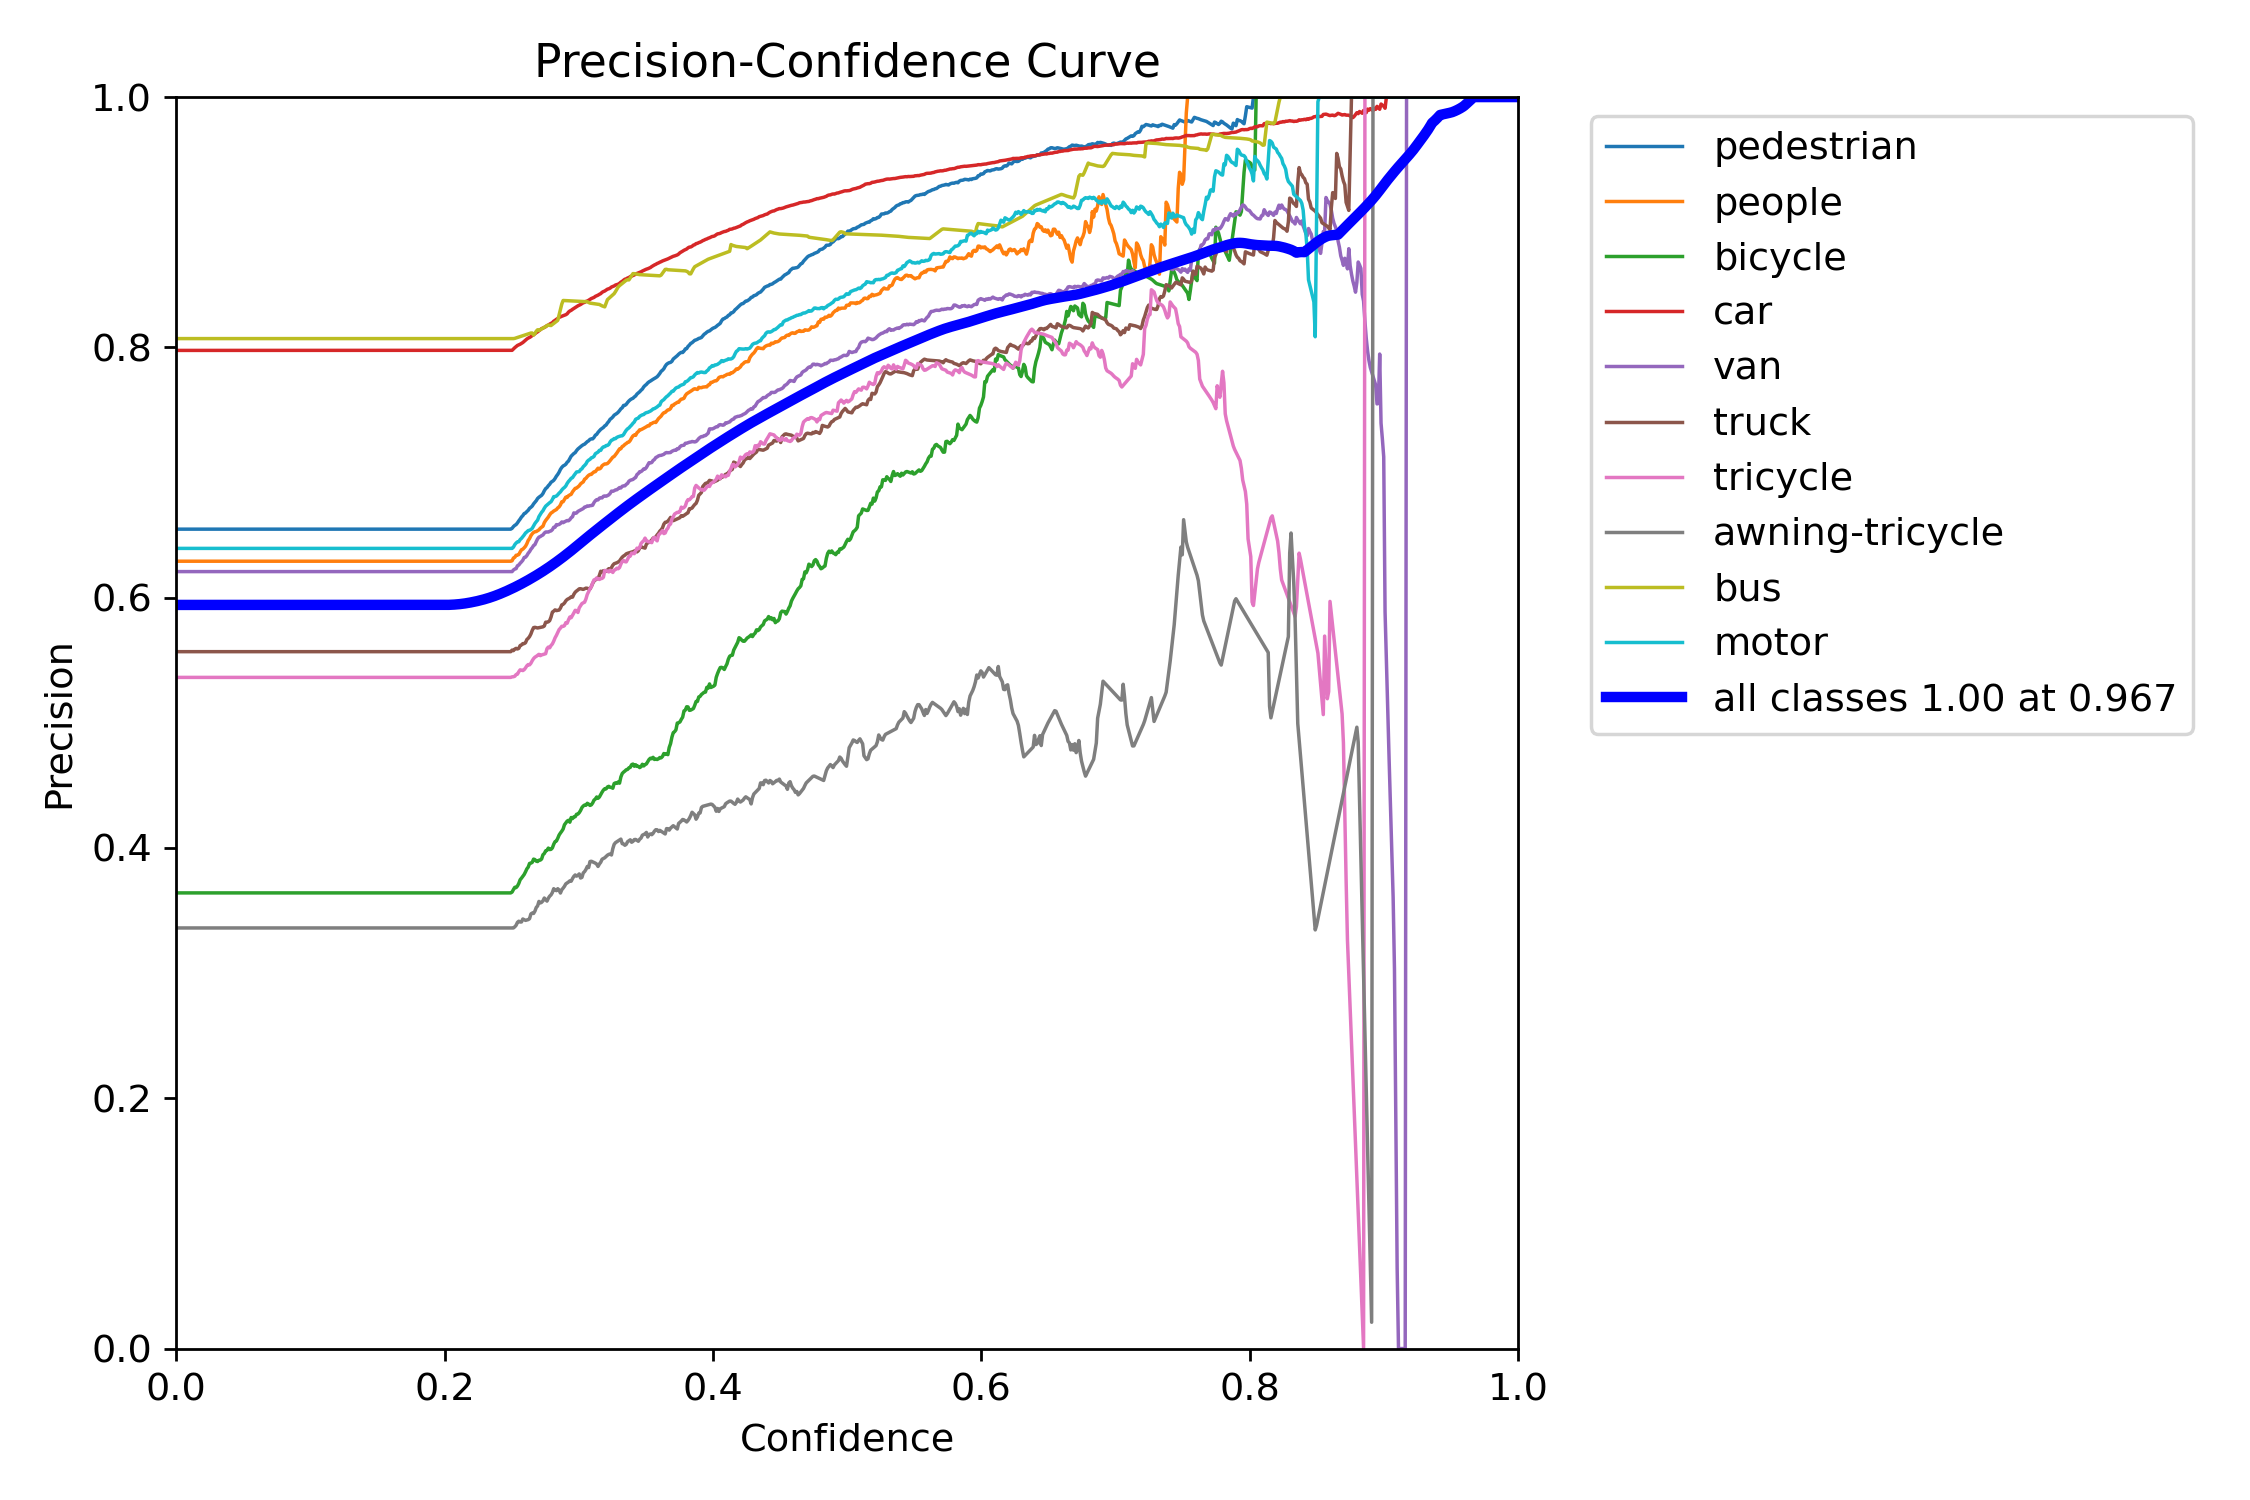 Precision-Confidence Curve
1.0
0.8
0.6
0.4
0.2
0.0
Precision
0.0 0.2 0.4 0.6 0.8 1.0
Confidence
pedestrian
people
bicycle
car
van
truck
tricycle
awning-tricycle
bus
motor
all classes 1.00 at 0.967